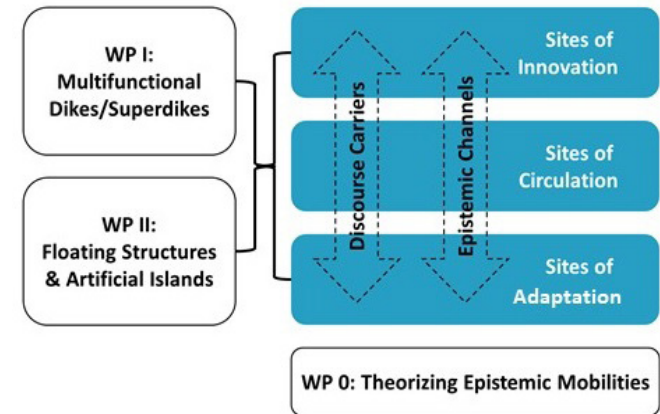 WP I:
Multifunctional
Dikes/Superdikes
WP II:
Floating Structures
& Artificial Islands
Sites of
Innovation
Sites of
Circulation
Sites of
Adaptation
Discourse Carriers
Epistemic Channels
WP 0: Theorizing Epistemic Mobilities